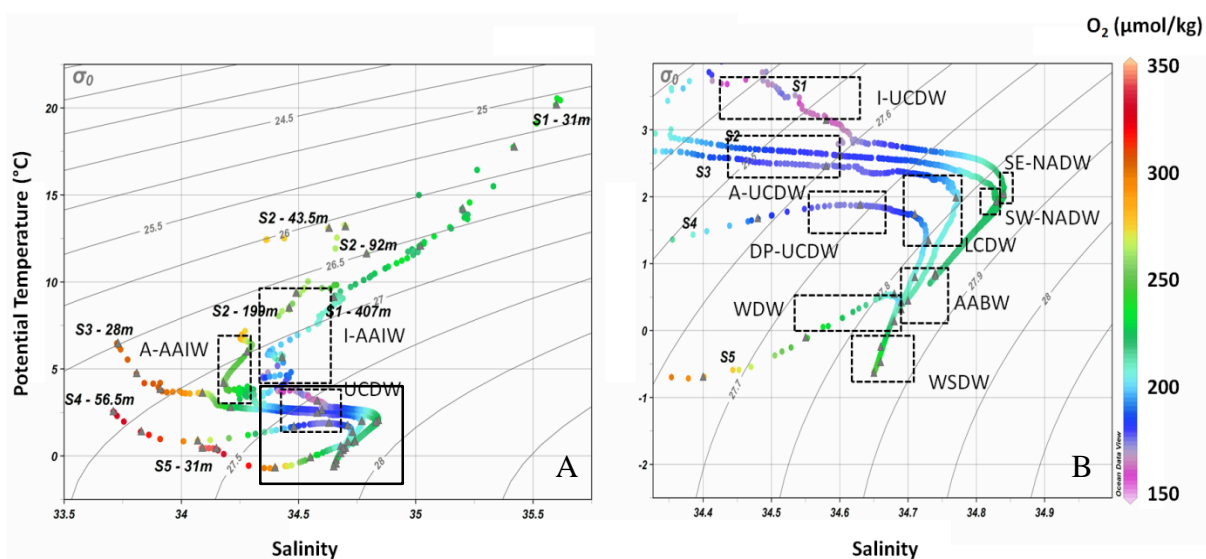 O₂ (µmol/kg)
σ₀
20
15
10
5
0
Potential Temperature (°C)
24.5
25
25.5
26
26.5
27
27.5
28
S1 - 31m
S2 - 43.5m
S2 - 92m
S2 - 199m
S1 - 407m
S3 - 28m
A-AAIW
I-AAIW
UCDW
S4 - 56.5m
S5 - 31m
A
33.5
34
34.5
35
35.5
Salinity
σ₀
3
2
1
0
-1
-2
S1
I-UCDW
27.6
S2
S3
A-UCDW
SE-NADW
SW-NADW
S4
DP-UCDW
LCDW
27.8
27.9
28
WDW
AABW
S5
27.7
WSDW
B
34.4
34.5
34.6
34.7
34.8
34.9
Salinity
Ocean Data View
350
300
250
200
150